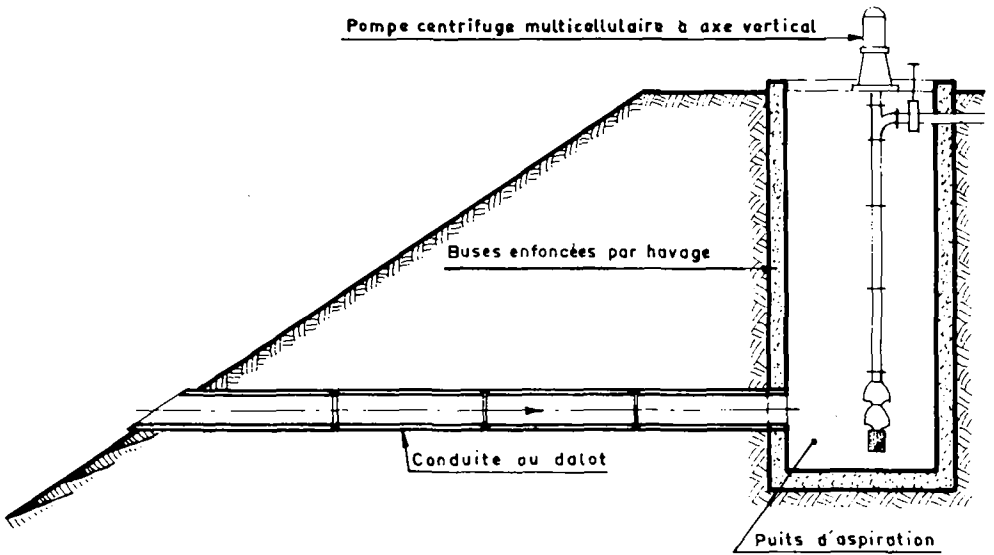 Pompe centrifuge multicellulaire à axe vertical
Buses enfoncées par havage
Conduite ou dalot
Puits d'aspiration